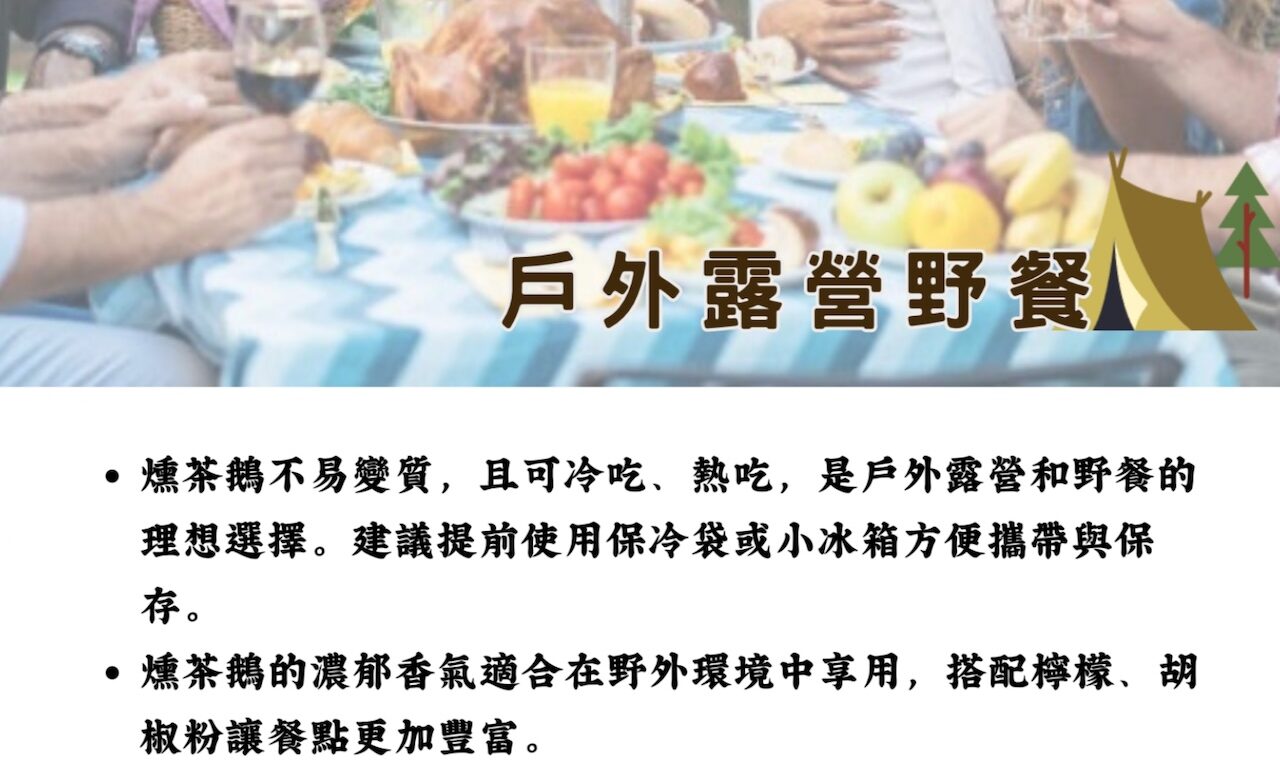 戶外露營野餐
• 燻茶鵝不易變質，且可冷吃、熱吃，是戶外露營和野餐的
理想選擇。建議提前使用保冷袋或小冰箱方便攜帶與保
存。
• 燻茶鵝的濃郁香氣適合在野外環境中享用，搭配檸檬、胡
椒粉讓餐點更加豐富。